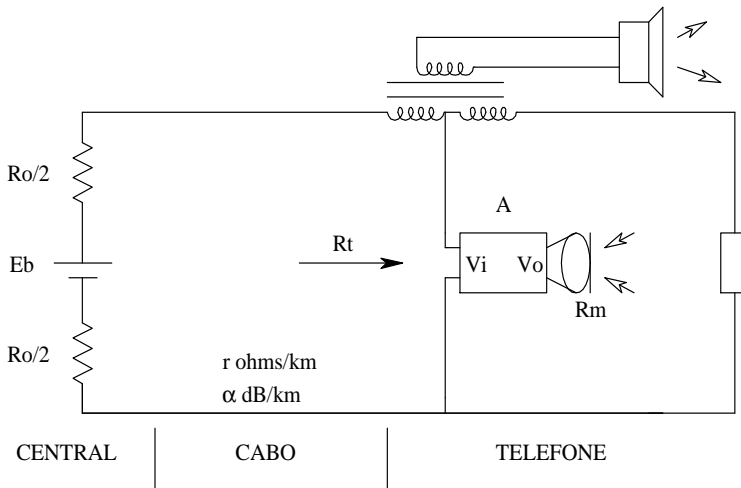 Ro/2
A
Rt
Eb
Vi Vo
Rm
Ro/2
r ohms/km
α dB/km
CENTRAL CABO TELEFONE